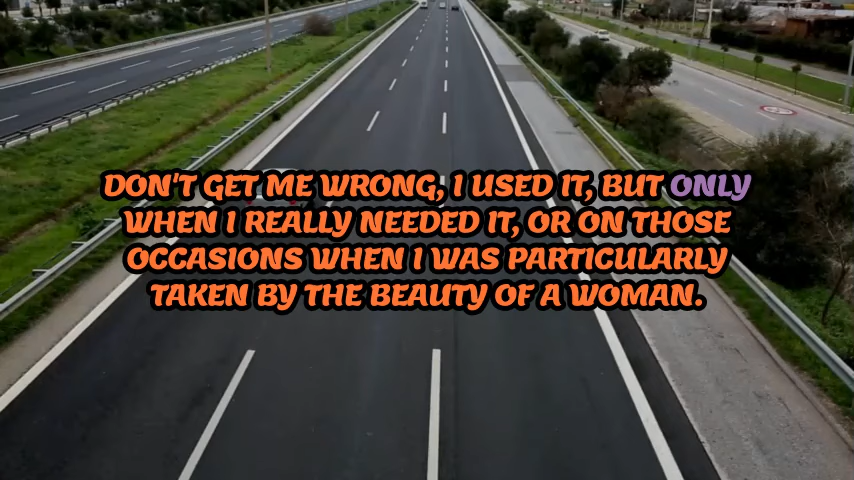 DON'T GET ME WRONG, I USED IT, BUT ONLY
WHEN I REALLY NEEDED IT, OR ON THOSE
OCCASIONS WHEN I WAS PARTICULARLY
TAKEN BY THE BEAUTY OF A WOMAN.